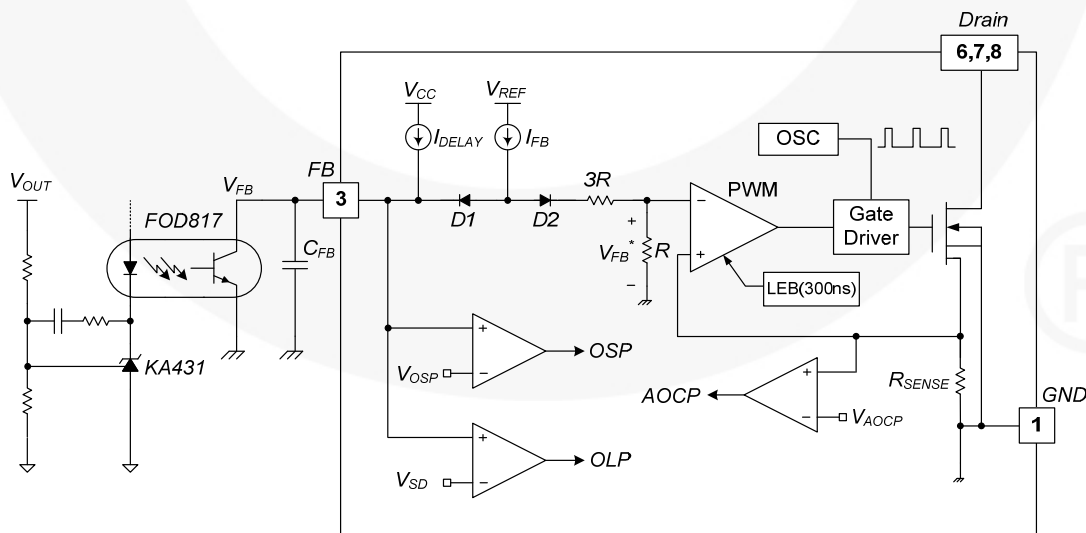 Drain
6,7,8
VCC
VREF
IDELAY
IFB
OSC
VOUT
VFB
FB
3
3R
PWM
FOD817
D1
D2
Gate
Driver
CFB
+
VFB*
−
R
−
+
LEB(300ns)
KA431
+
−
VOSP
OSP
AOCP
+
−
VAOCP
RSENSE
GND
1
+
−
VSD
OLP